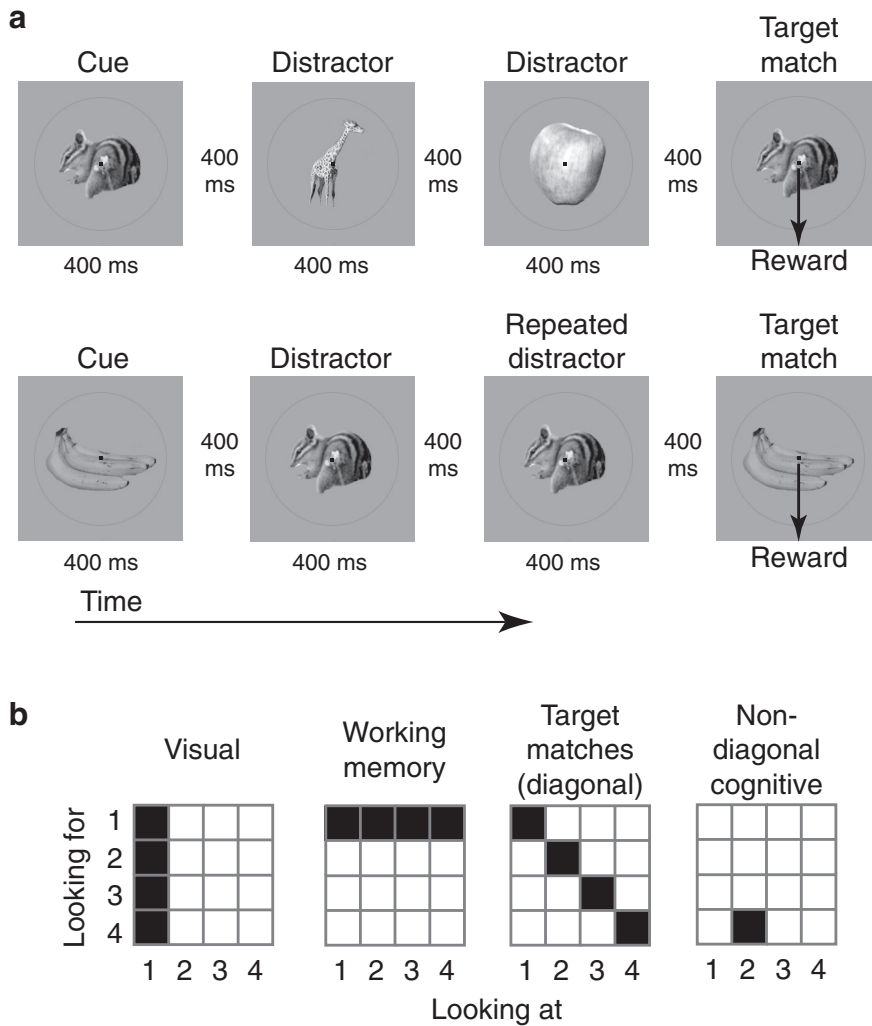 a
Cue
Distractor
Distractor
Target
match
400
ms
400
ms
400
ms
400 ms
400 ms
400 ms
Reward
Cue
Distractor
Repeated
distractor
Target
match
400
ms
400
ms
400
ms
400 ms
400 ms
400 ms
Reward
Time
b
Visual
Working
memory
Target
matches
(diagonal)
Non-
diagonal
cognitive
Looking for
1
2
3
4
1 2 3 4
1 2 3 4
1 2 3 4
1 2 3 4
Looking at